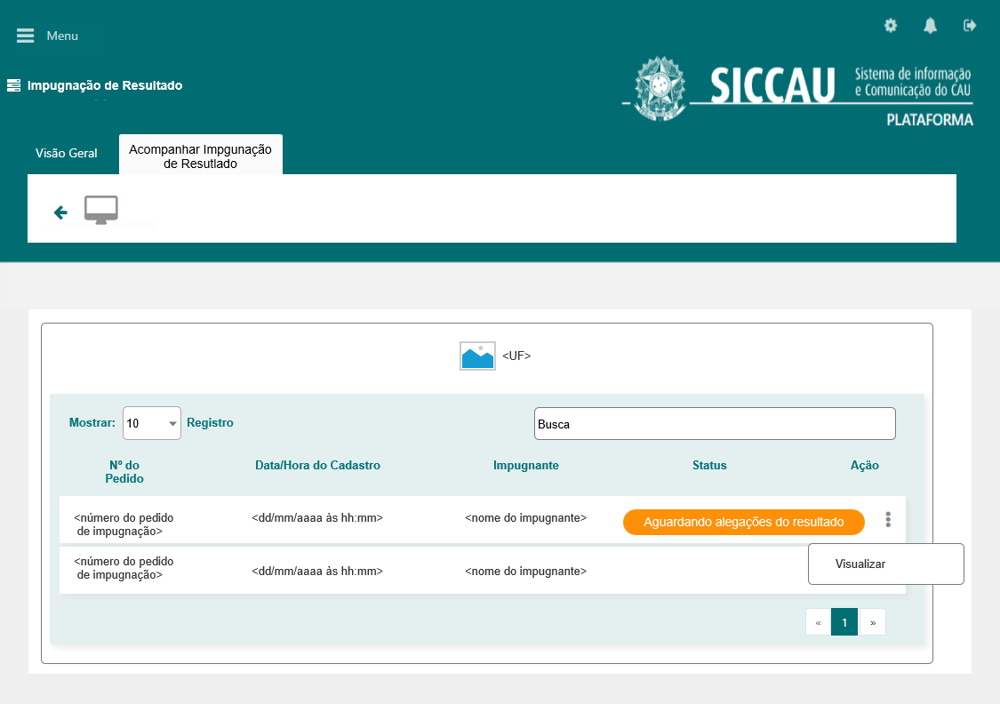 Menu
Impugnação de Resultado
SICCAU
Sistema de informação
e Comunicação do CAU
PLATAFORMA
Visão Geral
Acompanhar Impgunação
de Resutlado
<UF>
Mostrar: 10 Registro
Busca
Nº do
Pedido
Data/Hora do Cadastro
Impugnante
Status
Ação
<número do pedido
de impugnação>
<dd/mm/aaaa às hh:mm>
<nome do impugnante>
Aguardando alegações do resultado
<número do pedido
de impugnação>
<dd/mm/aaaa às hh:mm>
<nome do impugnante>
Visualizar
« 1 »